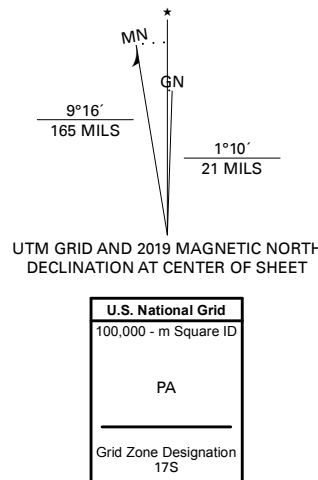 ★
MN
GN
9°16´
165 MILS
1°10´
21 MILS
UTM GRID AND 2019 MAGNETIC NORTH
DECLINATION AT CENTER OF SHEET
U.S. National Grid
100,000 - m Square ID
PA
Grid Zone Designation
17S